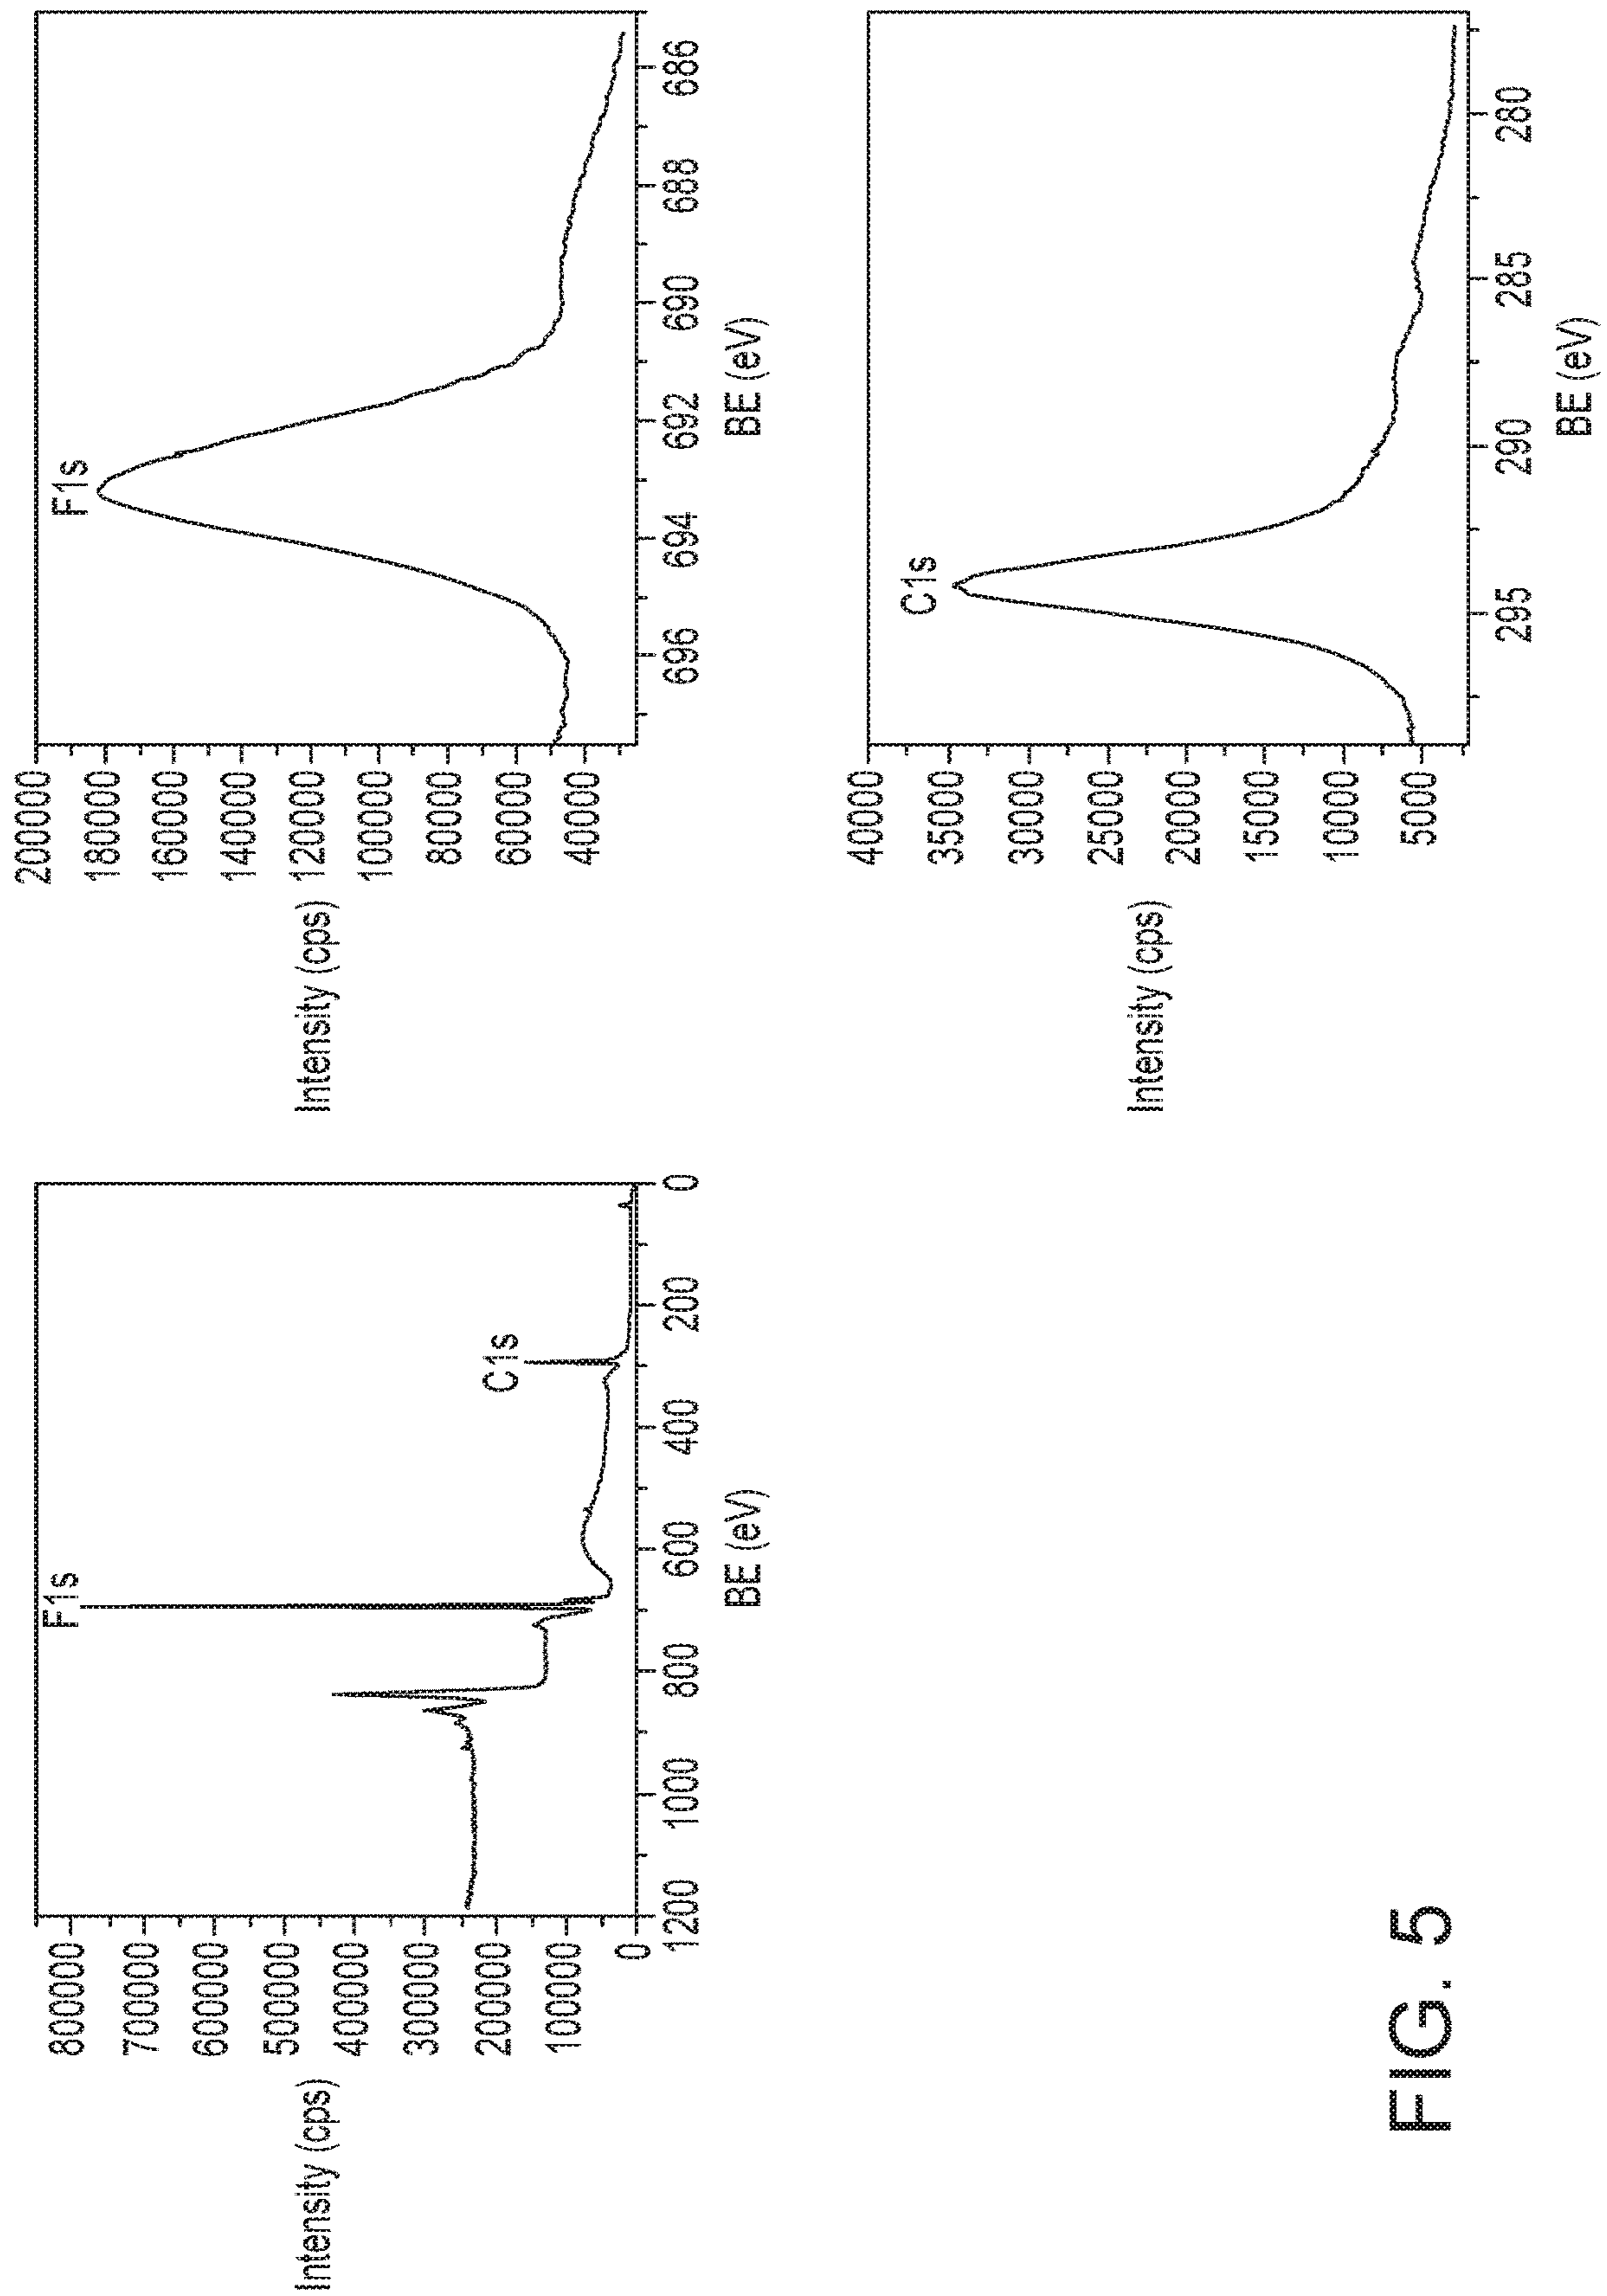 Intensity (cps)
800000
700000
600000
500000
400000
300000
200000
100000
0
F1s
C1s
1200 1000 800 600 400 200 0
BE (eV)
Intensity (cps)
200000
180000
160000
140000
120000
100000
80000
60000
40000
F1s
696 694 692 690 688 686
BE (eV)
Intensity (cps)
40000
35000
30000
25000
20000
15000
10000
5000
C1s
295 290 285 280
BE (eV)
FIG. 5